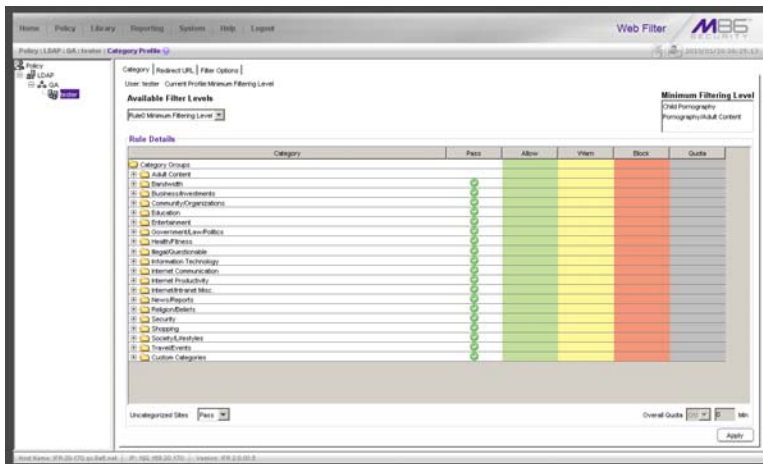 Home Policy Library Reporting System Help Logout
Web Filter
M86
SECURITY
Policy : LDAP : GA : tester : Category Profile
Policy
LDAP
GA
tester
Category Redirect URL Filter Options
User: tester Current Profile:Minimum Filtering Level
Available Filter Levels
Rule0 Minimum Filtering Level
Minimum Filtering Level
Child Pornography
Pornography/Adult Content
Rule Details
Category Pass Allow Warn Block Quota
Category Groups
Adult Content
Bandwidth
Business/Investments
Community/Organizations
Education
Entertainment
Government/Law/Politics
Health/Fitness
Illegal/Questionable
Information Technology
Internet Communication
Internet Productivity
Internet/Intranet Misc.
News/Reports
Religion/Beliefs
Security
Shopping
Society/Lifestyles
Travel/Events
Custom Categories
Uncategorized Sites Pass
Overall Quota Min
Apply